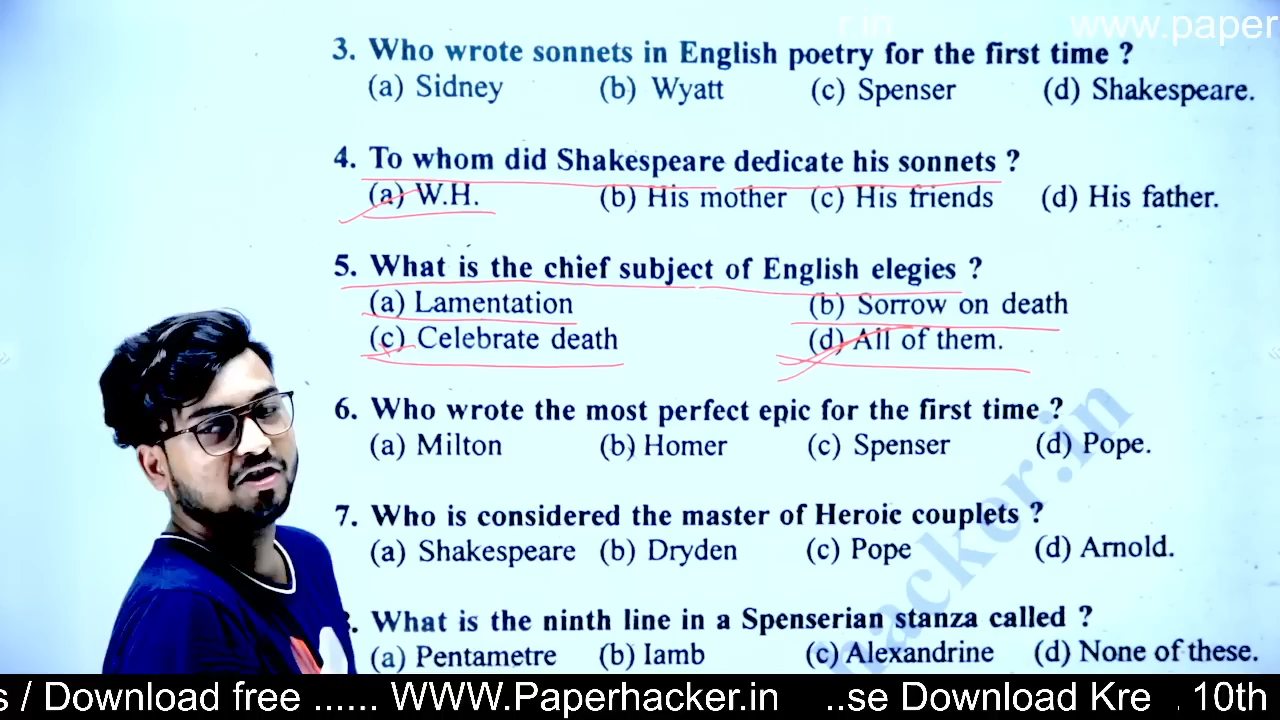 r.in www.paper
3. Who wrote sonnets in English poetry for the first time ?
(a) Sidney (b) Wyatt (c) Spenser (d) Shakespeare.
4. To whom did Shakespeare dedicate his sonnets ?
(a) W.H. (b) His mother (c) His friends (d) His father.
5. What is the chief subject of English elegies ?
(a) Lamentation (b) Sorrow on death
(c) Celebrate death (d) All of them.
6. Who wrote the most perfect epic for the first time ?
(a) Milton (b) Homer (c) Spenser (d) Pope.
7. Who is considered the master of Heroic couplets ?
(a) Shakespeare (b) Dryden (c) Pope (d) Arnold.
. What is the ninth line in a Spenserian stanza called ?
(a) Pentametre (b) Iamb (c) Alexandrine (d) None of these.
hacker.in
s / Download free ...... WWW.Paperhacker.in ..se Download Kre . 10th